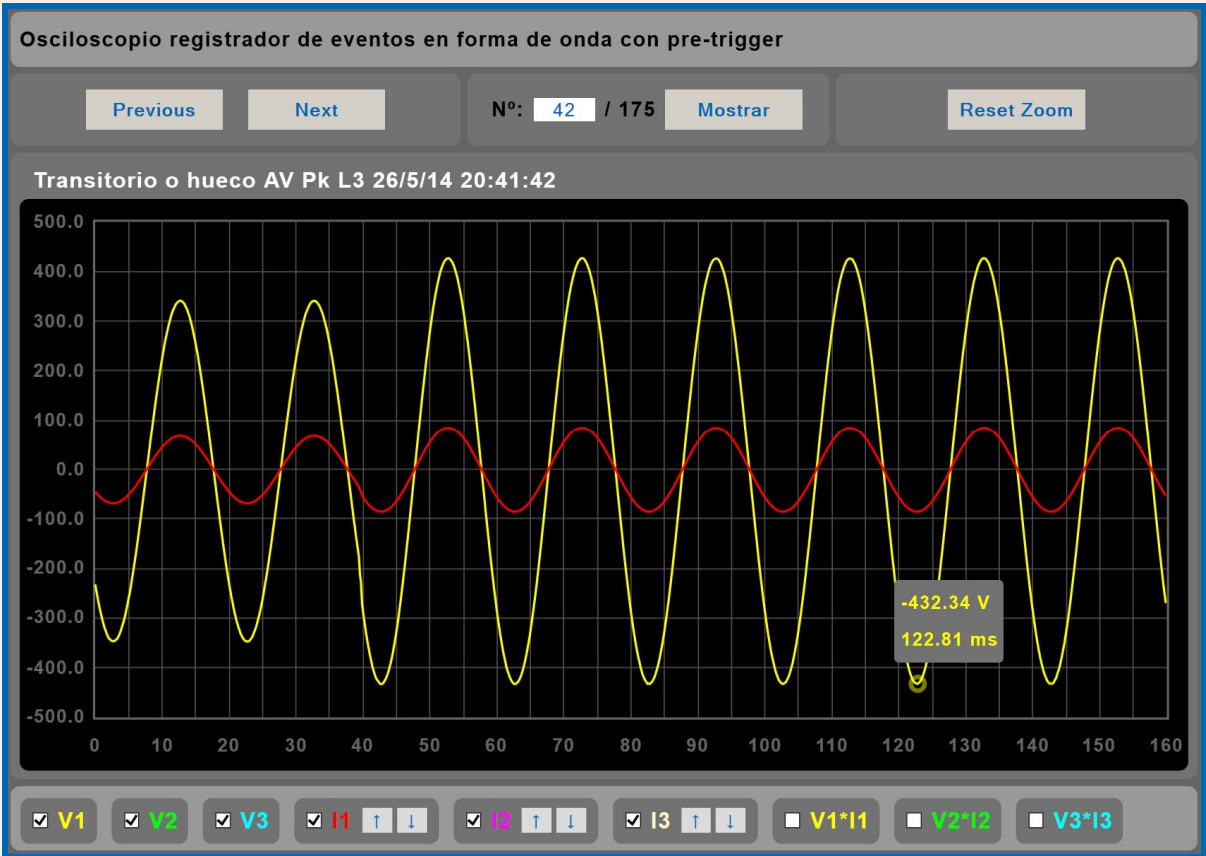 Osciloscopio registrador de eventos en forma de onda con pre-trigger
Previous Next Nº: 42 / 175 Mostrar Reset Zoom
Transitorio o hueco AV Pk L3 26/5/14 20:41:42
500.0
400.0
300.0
200.0
100.0
0.0
-100.0
-200.0
-300.0
-400.0
-500.0
-432.34 V
122.81 ms
0 10 20 30 40 50 60 70 80 90 100 110 120 130 140 150 160
V1 V2 V3 I1 ↑ ↓ I2 ↑ ↓ I3 ↑ ↓ V1*I1 V2*I2 V3*I3